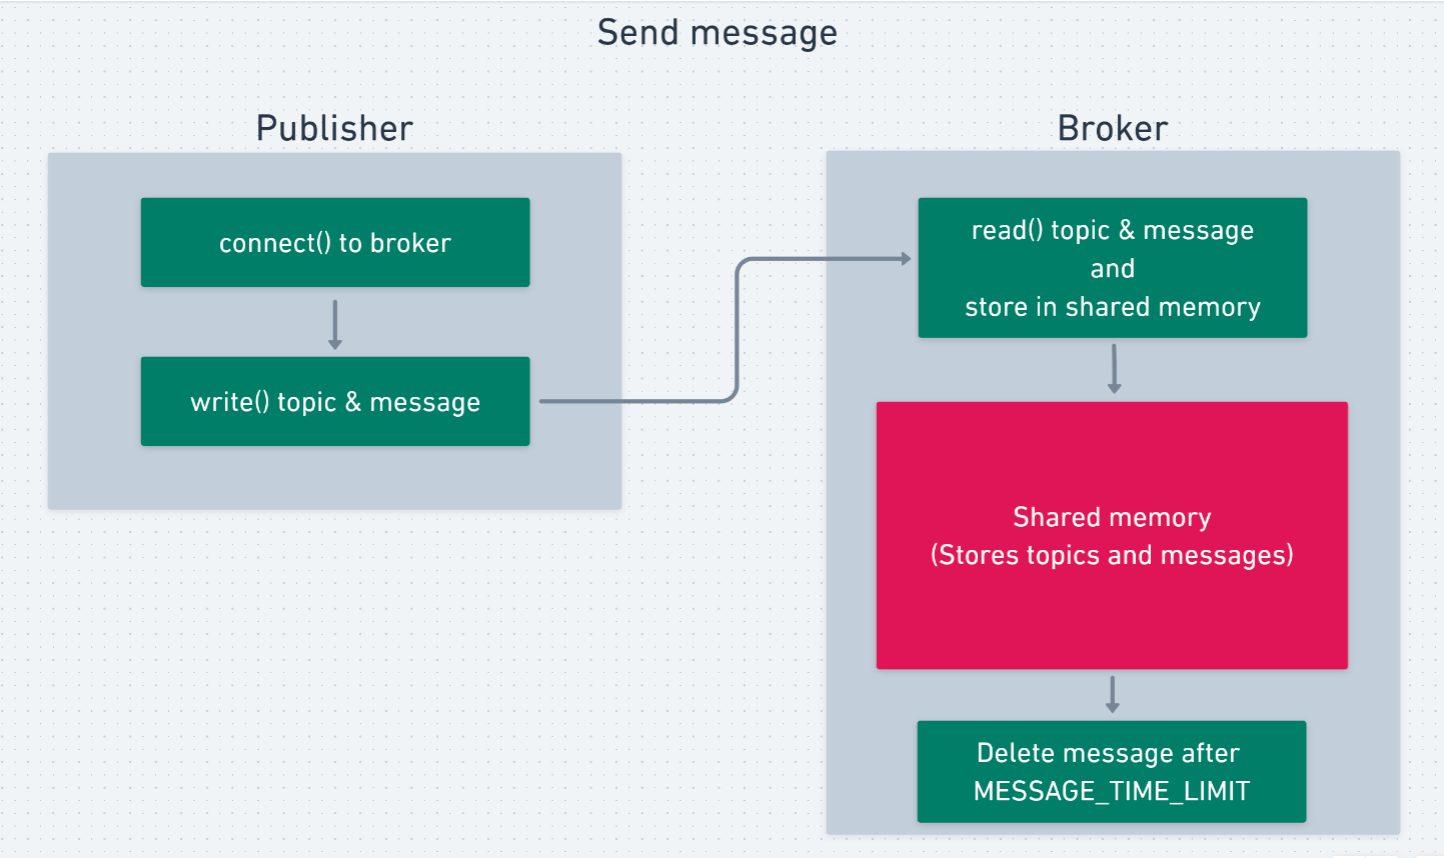 Send message
Publisher
connect() to broker
write() topic & message
Broker
read() topic & message
and
store in shared memory
Shared memory
(Stores topics and messages)
Delete message after
MESSAGE_TIME_LIMIT